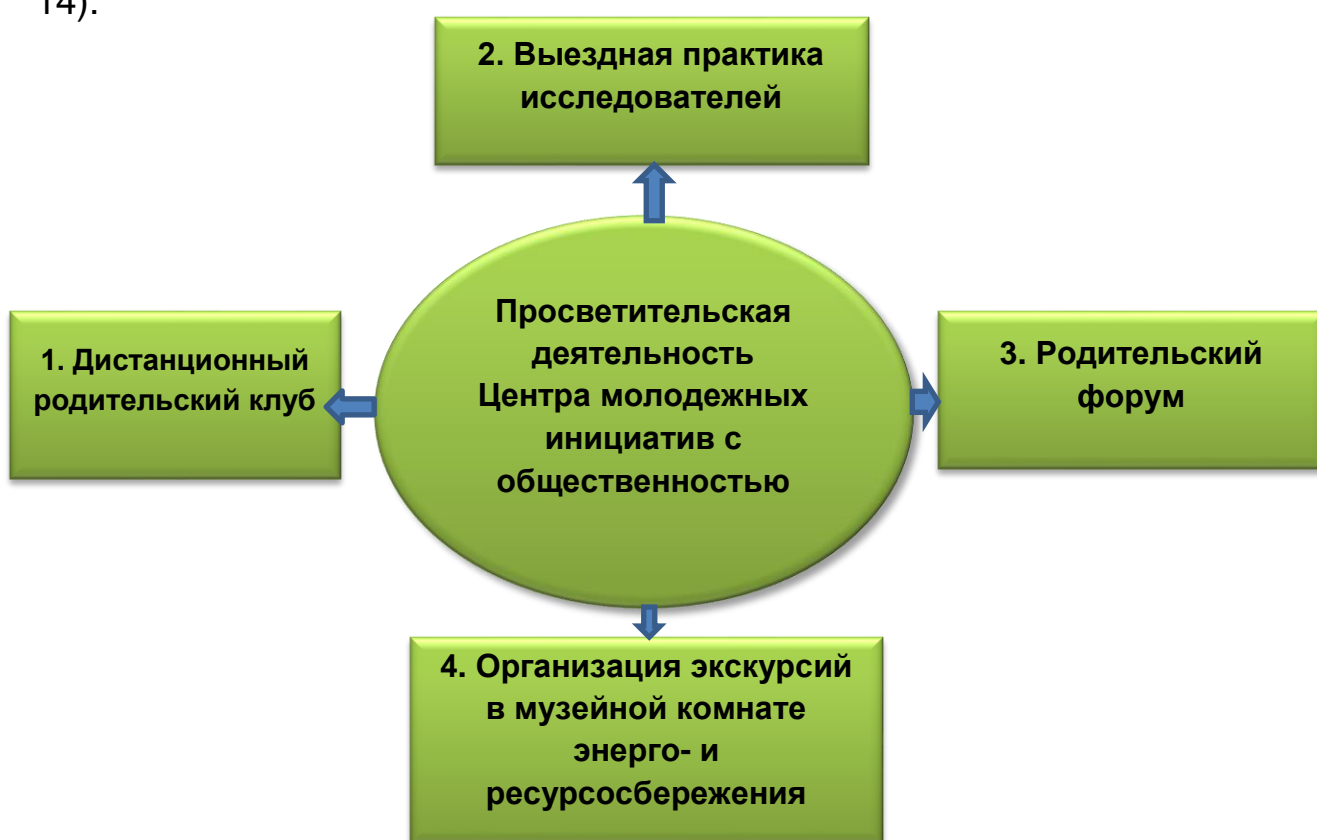 14).
2. Выездная практика
исследователей
Просветительская
деятельность
Центра молодежных
инициатив с
общественностью
1. Дистанционный
родительский клуб
3. Родительский
форум
4. Организация экскурсий
в музейной комнате
энерго- и
ресурсосбережения